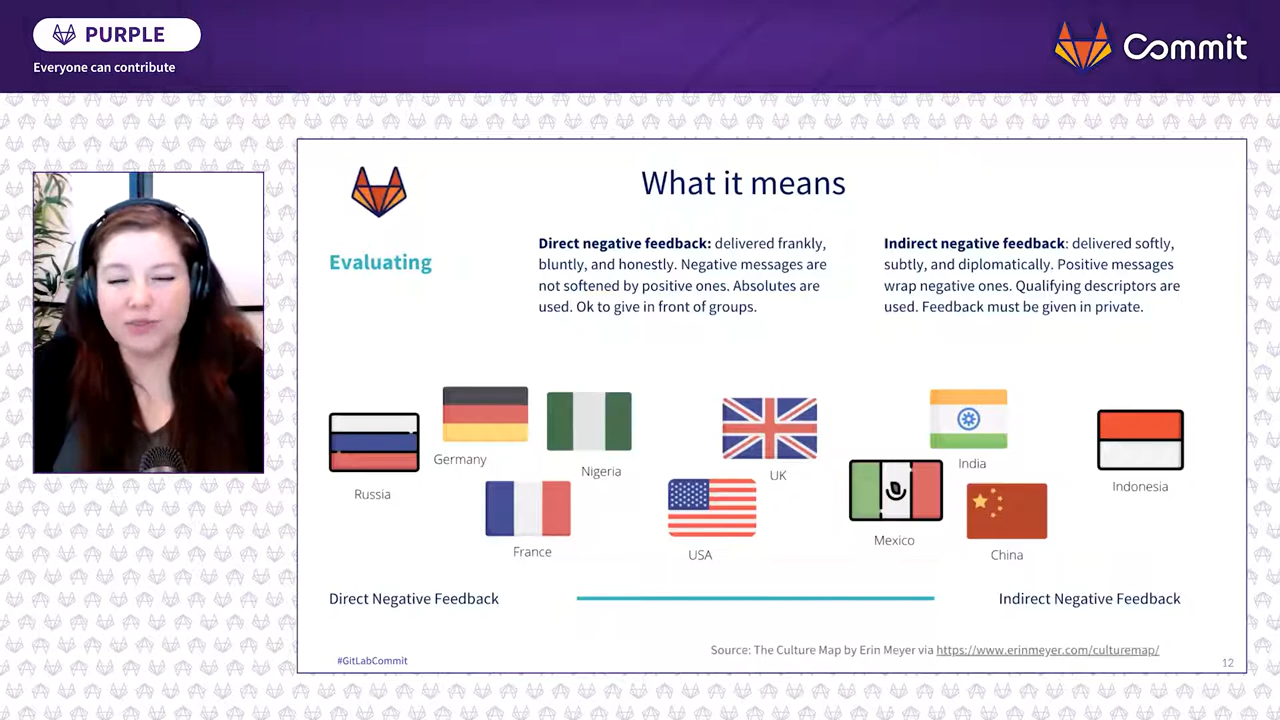 PURPLE
Everyone can contribute
Commit
What it means
Evaluating
Direct negative feedback: delivered frankly,
bluntly, and honestly. Negative messages are
not softened by positive ones. Absolutes are
used. Ok to give in front of groups.
Indirect negative feedback: delivered softly,
subtly, and diplomatically. Positive messages
wrap negative ones. Qualifying descriptors are
used. Feedback must be given in private.
Russia
Germany
France
Nigeria
USA
UK
Mexico
India
China
Indonesia
Direct Negative Feedback
Indirect Negative Feedback
Source: The Culture Map by Erin Meyer via https://www.erinmeyer.com/culturemap/
#GitLabCommit
12